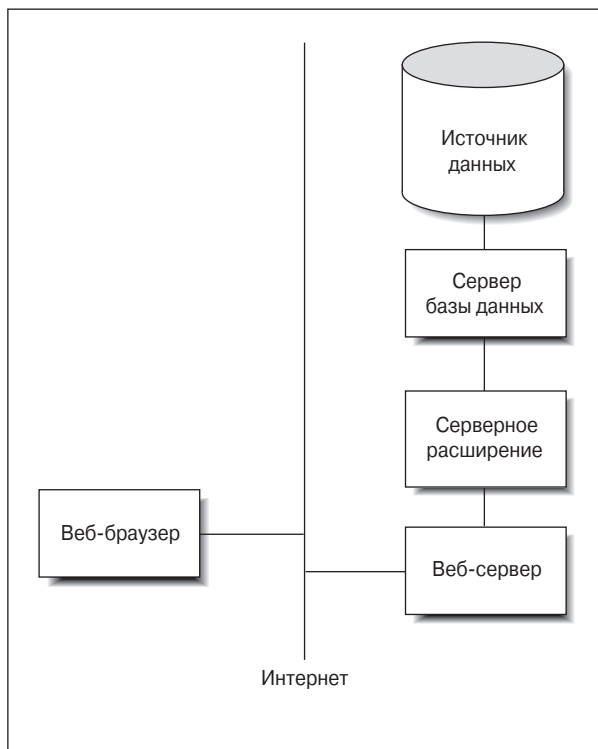 Источник
данных
Сервер
базы данных
Серверное
расширение
Веб-браузер
Веб-сервер
Интернет